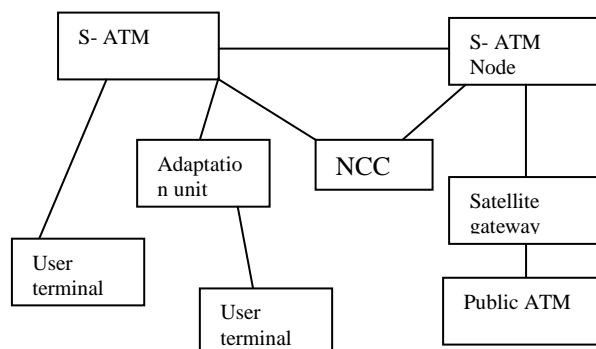 S- ATM
S- ATM
Node
Adaptatio
n unit
NCC
Satellite
gateway
User
terminal
Public ATM
User
terminal